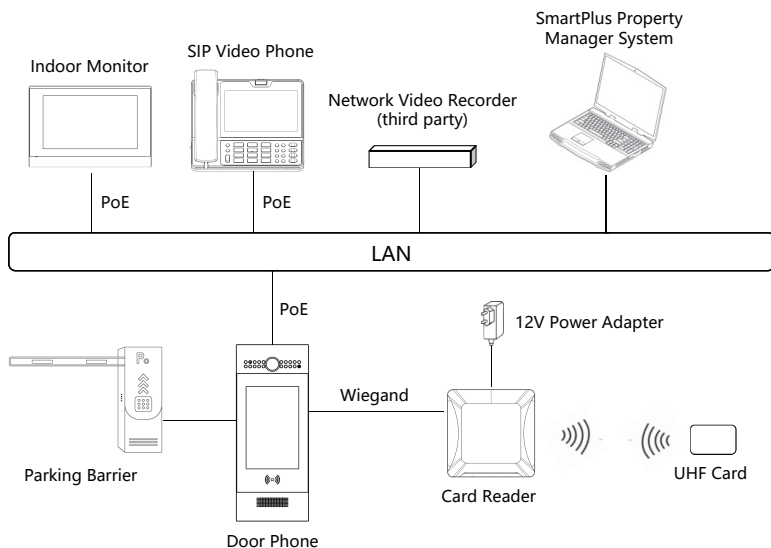 SmartPlus Property
Manager System
SIP Video Phone
Indoor Monitor
Network Video Recorder
(third party)
PoE
PoE
LAN
PoE
12V Power Adapter
P
Wiegand
Parking Barrier
Card Reader
UHF Card
Door Phone